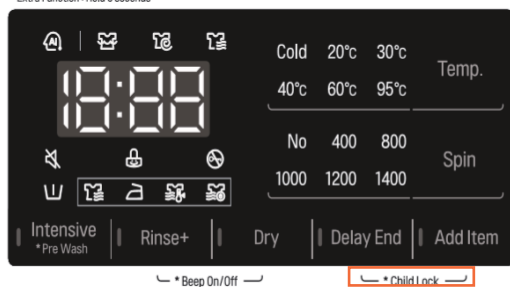 Extra Function : Hold 3 seconds
AI
18:88
Cold 20°c 30°c
40°c 60°c 95°c
Temp.
No 400 800
1000 1200 1400
Spin
Intensive
*Pre Wash
Rinse+
Dry
Delay End
Add Item
* Beep On/Off
* Child Lock